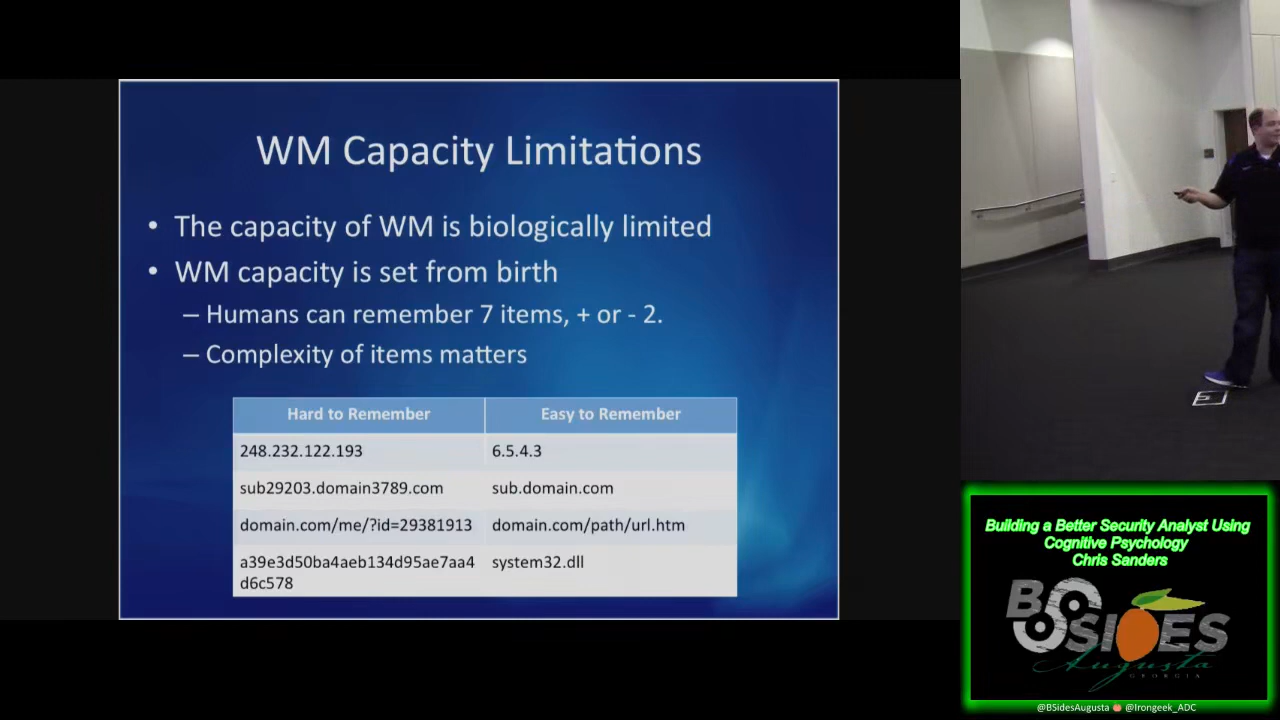 WM Capacity Limitations
• The capacity of WM is biologically limited
• WM capacity is set from birth
– Humans can remember 7 items, + or - 2.
– Complexity of items matters
Hard to Remember Easy to Remember
248.232.122.193 6.5.4.3
sub29203.domain3789.com sub.domain.com
domain.com/me/?id=29381913 domain.com/path/url.htm
a39e3d50ba4aeb134d95ae7aa4 system32.dll
d6c578
Building a Better Security Analyst Using
Cognitive Psychology
Chris Sanders
BSIDES
Augusta
GEORGIA
@BSidesAugusta @Irongeek_ADC